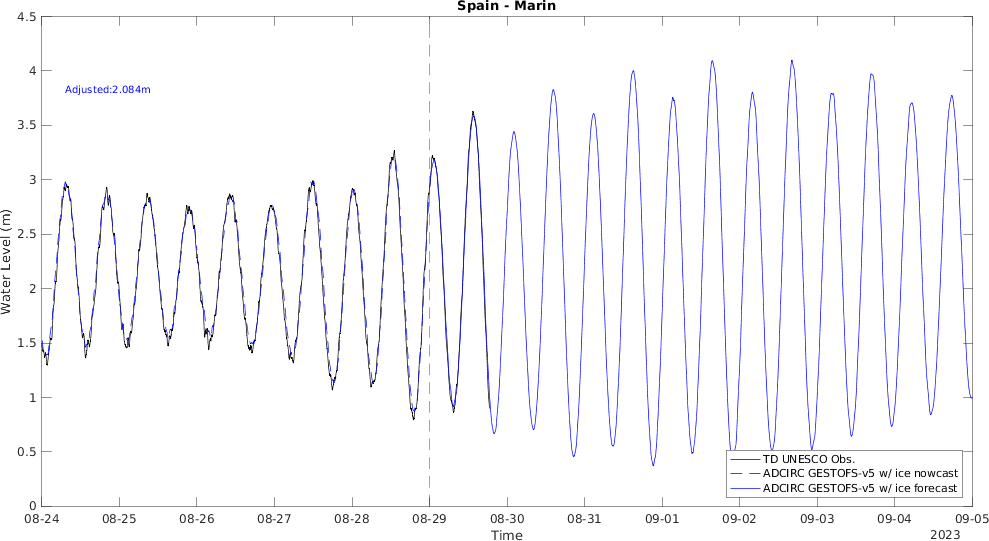 Spain - Marin
4.5
4
3.5
3
2.5
2
1.5
1
0.5
0
Water Level (m)
Adjusted:2.084m
TD UNESCO Obs.
ADCIRC GESTOFS-v5 w/ ice nowcast
ADCIRC GESTOFS-v5 w/ ice forecast
08-24 08-25 08-26 08-27 08-28 08-29 08-30 08-31 09-01 09-02 09-03 09-04 09-05
Time
2023